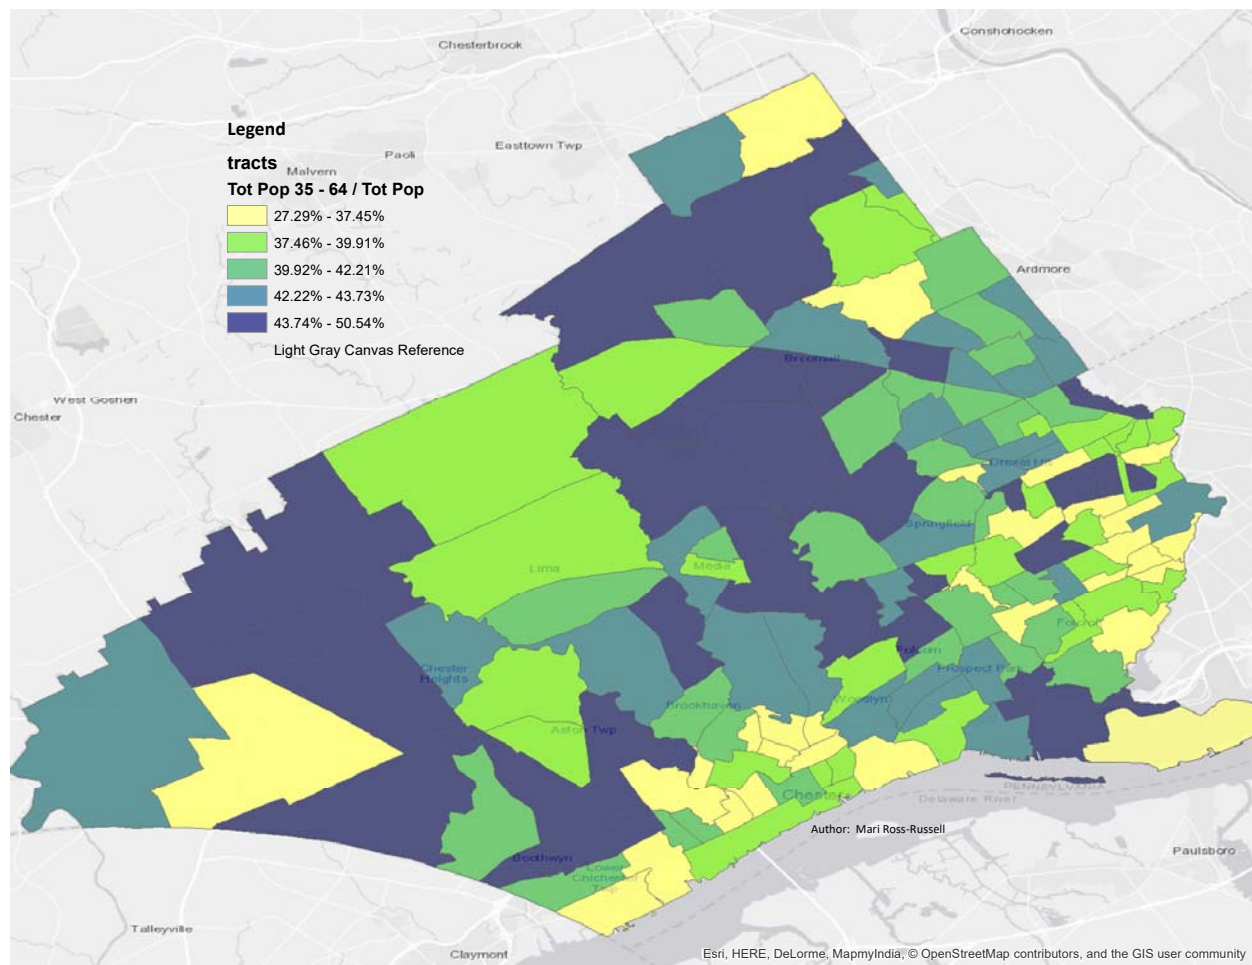 Conshohocken
Chesterbrook
Legend
Easttown Twp
Paoli
tracts
Malvern
Tot Pop 35 - 64 / Tot Pop
27.29% - 37.45%
37.46% - 39.91%
39.92% - 42.21%
Ardmore
42.22% - 43.73%
43.74% - 50.54%
Light Gray Canvas Reference
Broomall
West Goshen
Chester
Drexel Hill
Springfield
Lima
Media
Folcroft
Folsom
Chester
Heights
Prospect Park
Woodlyn
Brookhaven
Aston Twp
PENNSYLVANIA
Chester
Delaware River
Author: Mari Ross-Russell
Paulsboro
Boothwyn
Lower
Chichester
Twp
Talleyville
Claymont
Esri, HERE, DeLorme, MapmyIndia, © OpenStreetMap contributors, and the GIS user community